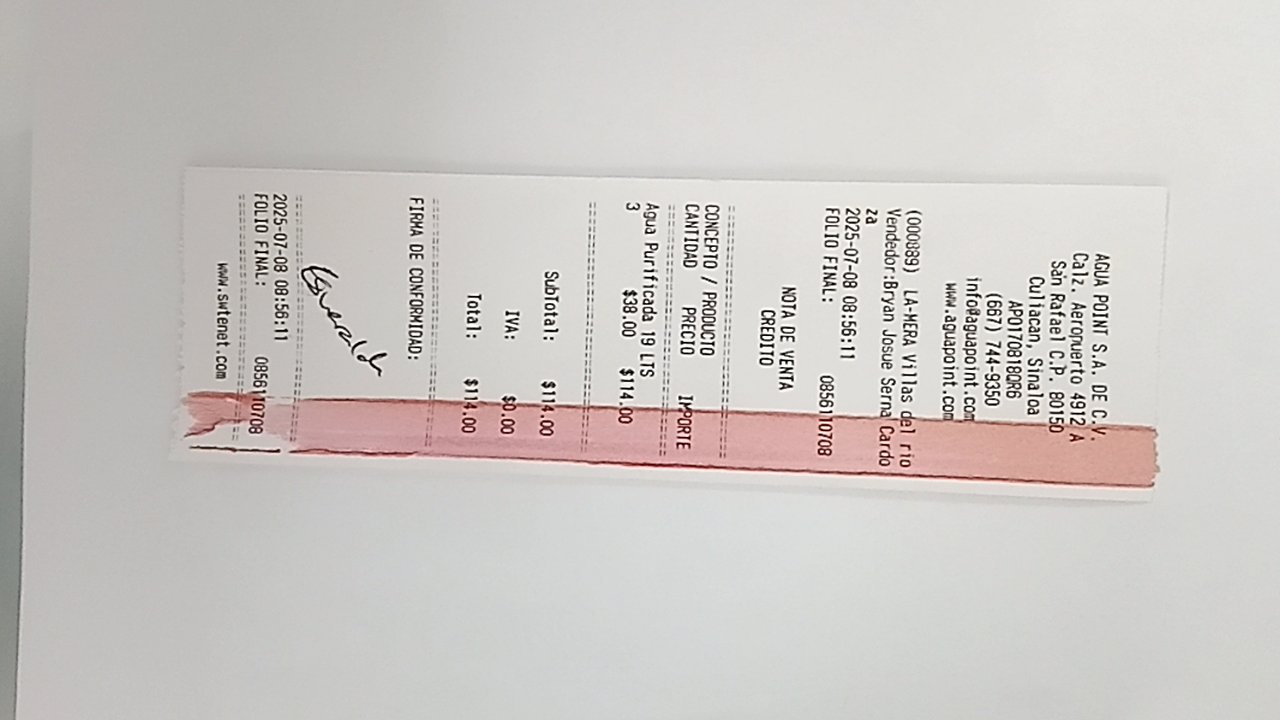 AGUA POINT S.A. DE C.V.
Calz. Aeropuerto 4912 A
San Rafael C.P. 80150
Culiacan, Sinaloa
APO170818QR6
(667) 744-9350
info@aguapoint.com
www.aguapoint.com
(000889) LA-MERA Villas del rio
Vendedor:Bryan Josue Serna Cardo
za
2025-07-08 08:56:11
FOLIO FINAL: 0856110708
NOTA DE VENTA
CREDITO
CONCEPTO / PRODUCTO
CANTIDAD PRECIO IMPORTE
Agua Purificada 19 LTS
3 $38.00 $114.00
SubTotal: $114.00
IVA: $0.00
Total: $114.00
FIRMA DE CONFORMIDAD:
2025-07-08 08:56:11
FOLIO FINAL: 0856110708
www.swtenet.com